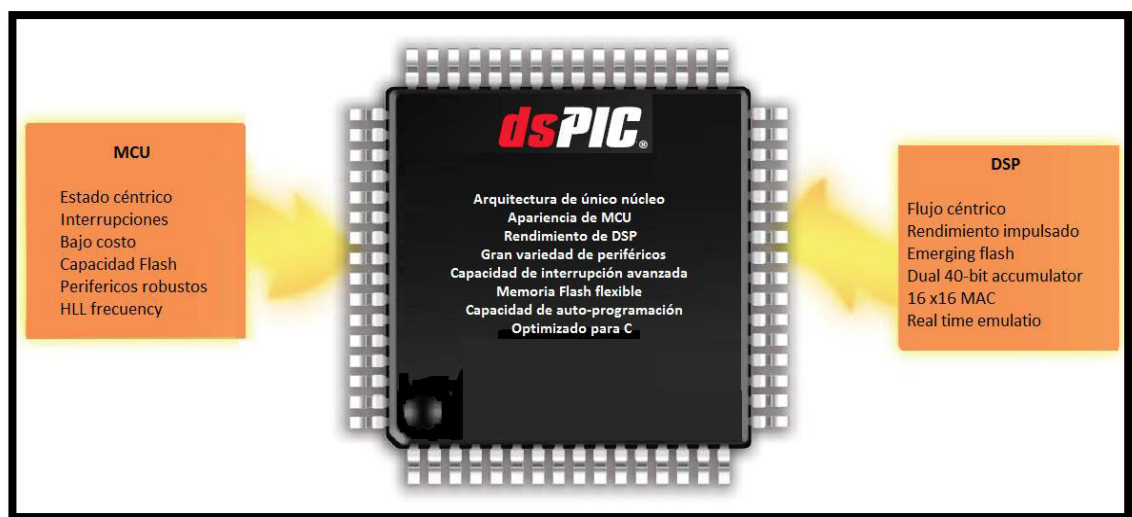 MCU
Estado céntrico
Interrupciones
Bajo costo
Capacidad Flash
Perifericos robustos
HLL frecuency
dsPIC®
Arquitectura de único núcleo
Apariencia de MCU
Rendimiento de DSP
Gran variedad de periféricos
Capacidad de interrupción avanzada
Memoria Flash flexible
Capacidad de auto-programación
Optimizado para C
DSP
Flujo céntrico
Rendimiento impulsado
Emerging flash
Dual 40-bit accumulator
16 x16 MAC
Real time emulatio